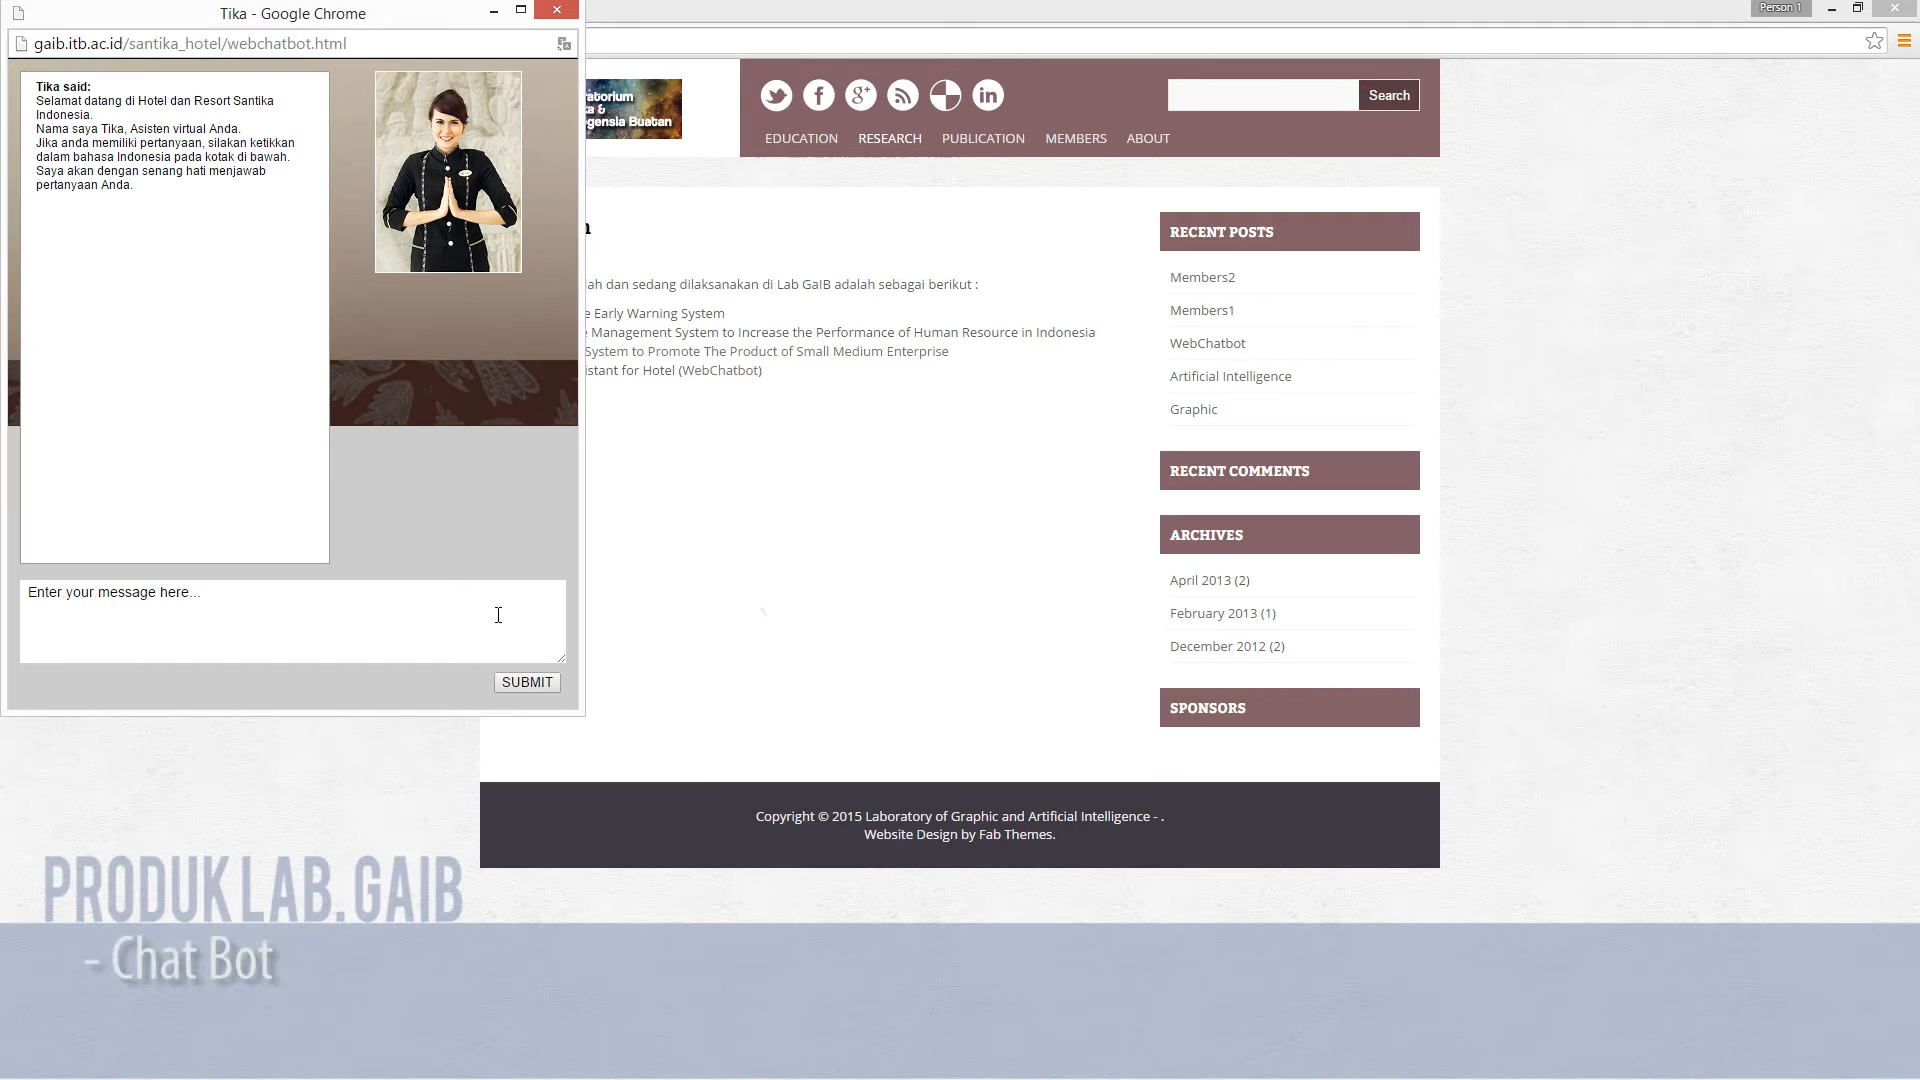 Tika - Google Chrome
gaib.itb.ac.id/santika_hotel/webchatbot.html
Tika said:
Selamat datang di Hotel dan Resort Santika
Indonesia.
Nama saya Tika, Asisten virtual Anda.
Jika anda memiliki pertanyaan, silakan ketikkan
dalam bahasa Indonesia pada kotak di bawah.
Saya akan dengan senang hati menjawab
pertanyaan Anda.
Enter your message here...
SUBMIT
Person 1
Search
EDUCATION RESEARCH PUBLICATION MEMBERS ABOUT
&
Buatan
dan sedang dilaksanakan di Lab GaIB adalah sebagai berikut :
Early Warning System
Management System to Increase the Performance of Human Resource in Indonesia
System to Promote The Product of Small Medium Enterprise
for Hotel (WebChatbot)
RECENT POSTS
Members2
Members1
WebChatbot
Artificial Intelligence
Graphic
RECENT COMMENTS
ARCHIVES
April 2013 (2)
February 2013 (1)
December 2012 (2)
SPONSORS
Copyright © 2015 Laboratory of Graphic and Artificial Intelligence - .
Website Design by Fab Themes.
PRODUK LAB.GAIB
- Chat Bot